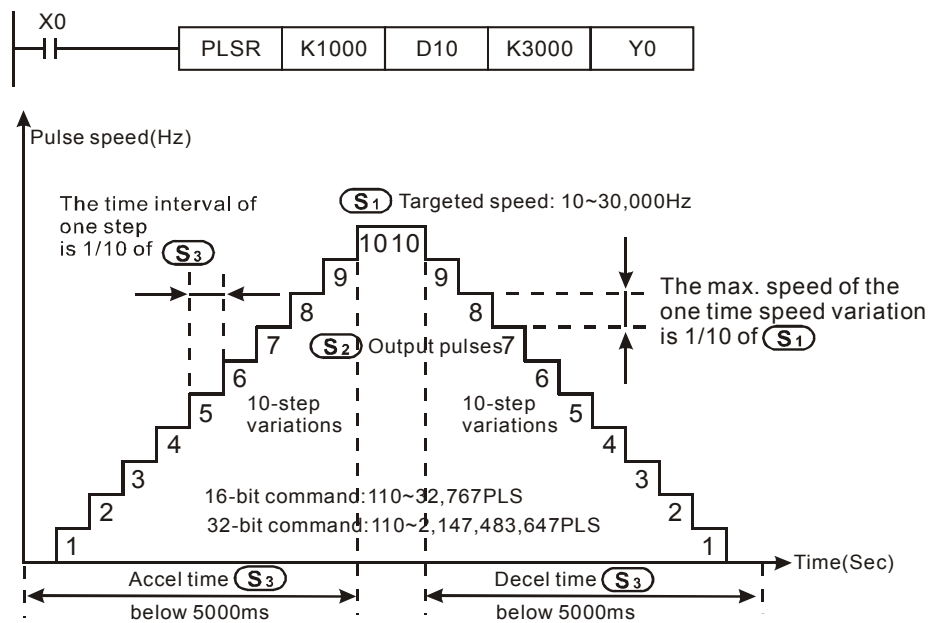 X0
PLSR K1000 D10 K3000 Y0
Pulse speed(Hz)
The time interval of
one step
is 1/10 of S3
S1 Targeted speed: 10~30,000Hz
10 10
9 9
8 8
7 7
6 6
5 5
4 4
3 3
2 2
1 1
The max. speed of the
one time speed variation
is 1/10 of S1
S2 Output pulses
10-step
variations
10-step
variations
16-bit command:110~32,767PLS
32-bit command:110~2,147,483,647PLS
Time(Sec)
Accel time S3
below 5000ms
Decel time S3
below 5000ms